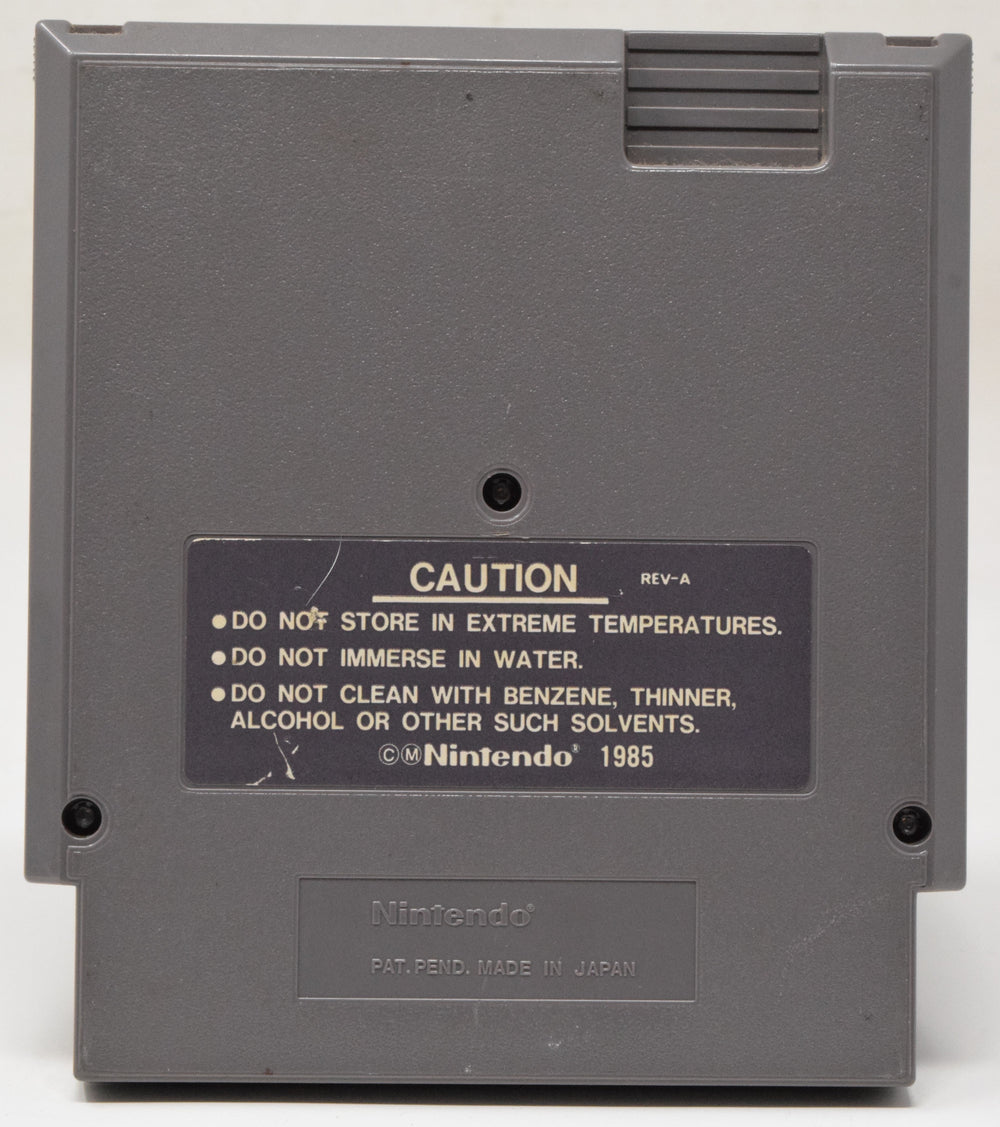 CAUTION REV-A
●DO NOT STORE IN EXTREME TEMPERATURES.
●DO NOT IMMERSE IN WATER.
●DO NOT CLEAN WITH BENZENE, THINNER,
ALCOHOL OR OTHER SUCH SOLVENTS.
©ⓂNintendo® 1985
Nintendo®
PAT. PEND. MADE IN JAPAN